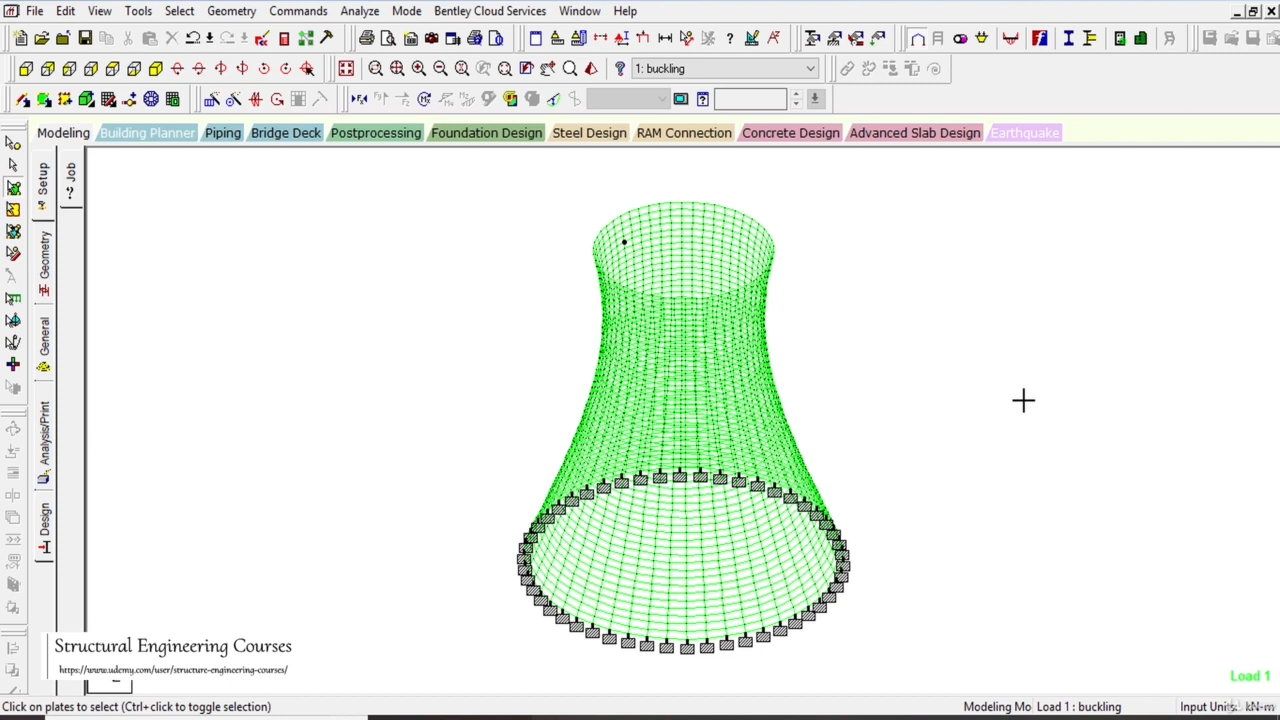 File Edit View Tools Select Geometry Commands Analyze Mode Bentley Cloud Services Window Help
1: buckling
Modeling Building Planner Piping Bridge Deck Postprocessing Foundation Design Steel Design RAM Connection Concrete Design Advanced Slab Design Earthquake
Setup
Job
Geometry
General
Analysis/Print
Design
Structural Engineering Courses
https://www.udemy.com/user/structure-engineering-courses/
Load 1
Click on plates to select (Ctrl+click to toggle selection)
Modeling Mo Load 1 : buckling Input Units: kN-m